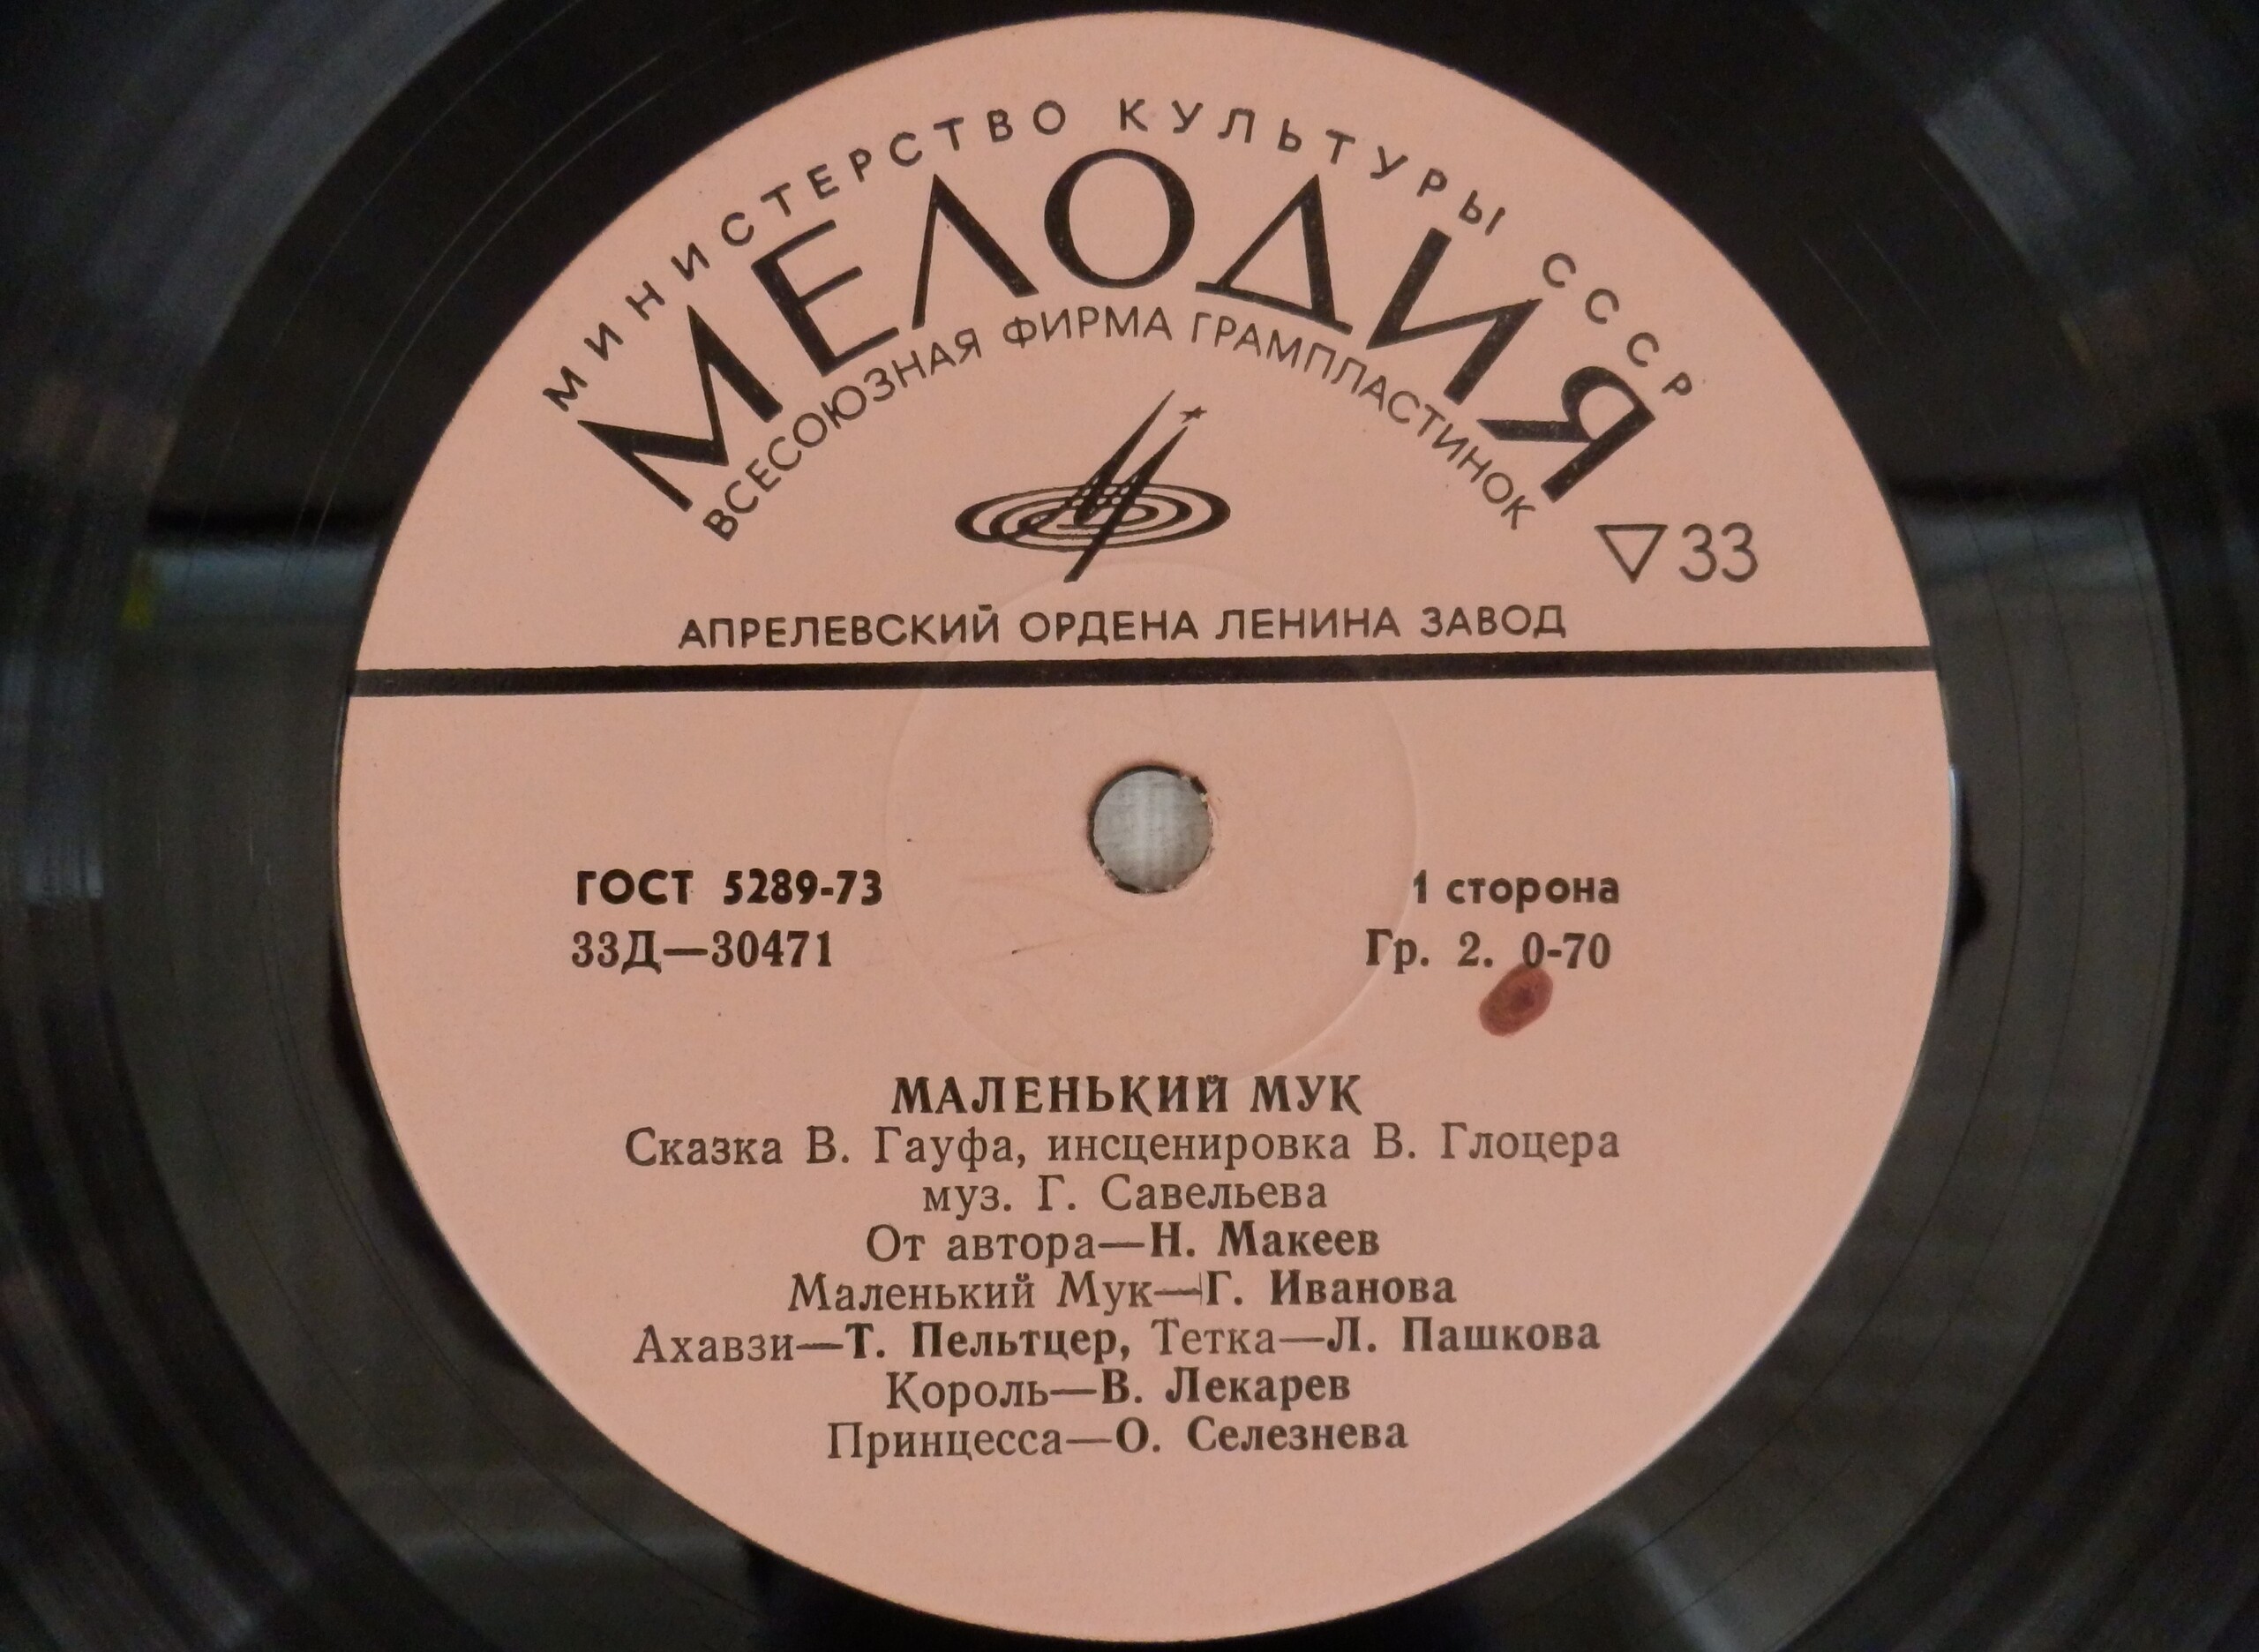 МИНИСТЕРСТВО КУЛЬТУРЫ СССР
МЕЛОДИЯ
ВСЕСОЮЗНАЯ ФИРМА ГРАМПЛАСТИНОК
33
АПРЕЛЕВСКИЙ ОРДЕНА ЛЕНИНА ЗАВОД
ГОСТ 5289-73 1 сторона
33Д—30471 Гр. 2. 0-70
МАЛЕНЬКИЙ МУК
Сказка В. Гауфа, инсценировка В. Глоцера
муз. Г. Савельева
От автора—Н. Макеев
Маленький Мук—Г. Иванова
Ахавзи—Т. Пельтцер, Тетка—Л. Пашкова
Король—В. Лекарев
Принцесса—О. Селезнева